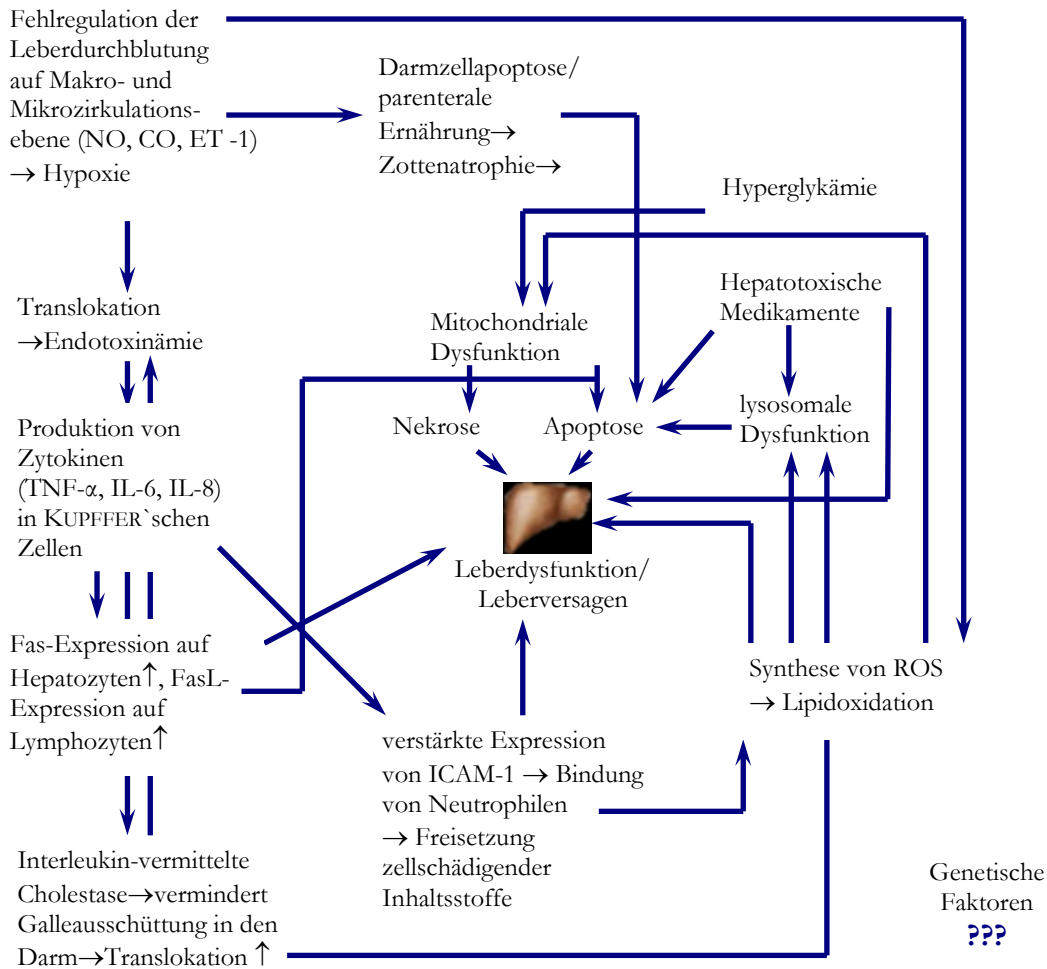 Fehlregulation der
Leberdurchblutung
auf Makro- und
Mikrozirkulations-
ebene (NO, CO, ET -1)
→ Hypoxie
Darmzellapoptose/
parenterale
Ernährung→
Zottenatrophie→
Hyperglykämie
Translokation
→Endotoxinämie
Mitochondriale
Dysfunktion
Hepatotoxische
Medikamente
Produktion von
Zytokinen
(TNF-α, IL-6, IL-8)
in KUPFFER`schen
Zellen
Nekrose
Apoptose
lysosomale
Dysfunktion
Leberdysfunktion/
Leberversagen
Fas-Expression auf
Hepatozyten↑, FasL-
Expression auf
Lymphozyten↑
Synthese von ROS
→ Lipidoxidation
verstärkte Expression
von ICAM-1 → Bindung
von Neutrophilen
→ Freisetzung
zellschädigender
Inhaltsstoffe
Interleukin-vermittelte
Cholestase→vermindert
Galleausschüttung in den
Darm→Translokation ↑
Genetische
Faktoren
???